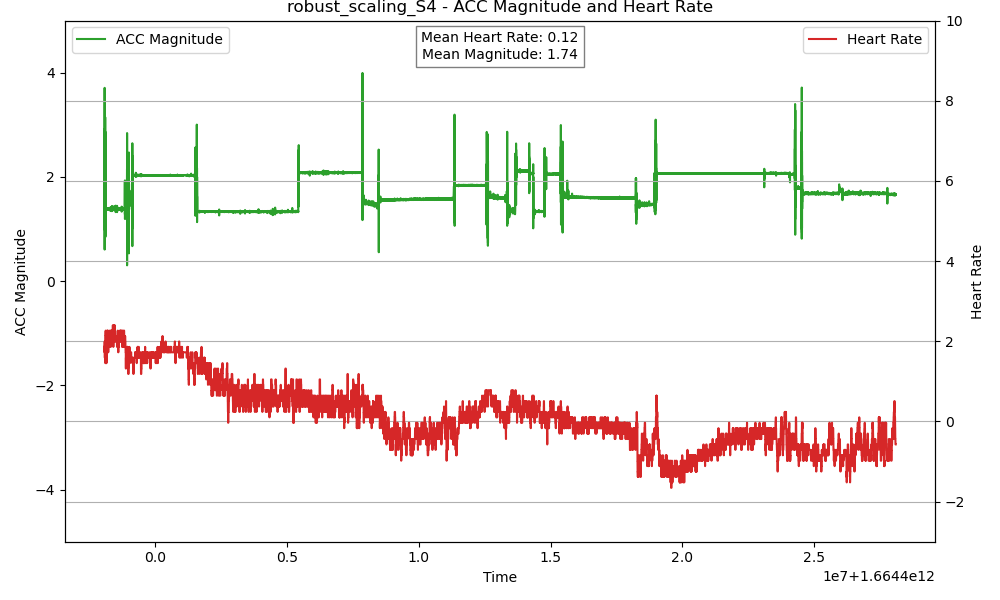 robust_scaling_S4 - ACC Magnitude and Heart Rate
ACC Magnitude
Mean Heart Rate: 0.12
Mean Magnitude: 1.74
Heart Rate
ACC Magnitude
4
2
0
−2
−4
10
8
6
4
2
0
−2
Heart Rate
0.0 0.5 1.0 1.5 2.0 2.5
1e7+1.6644e12
Time